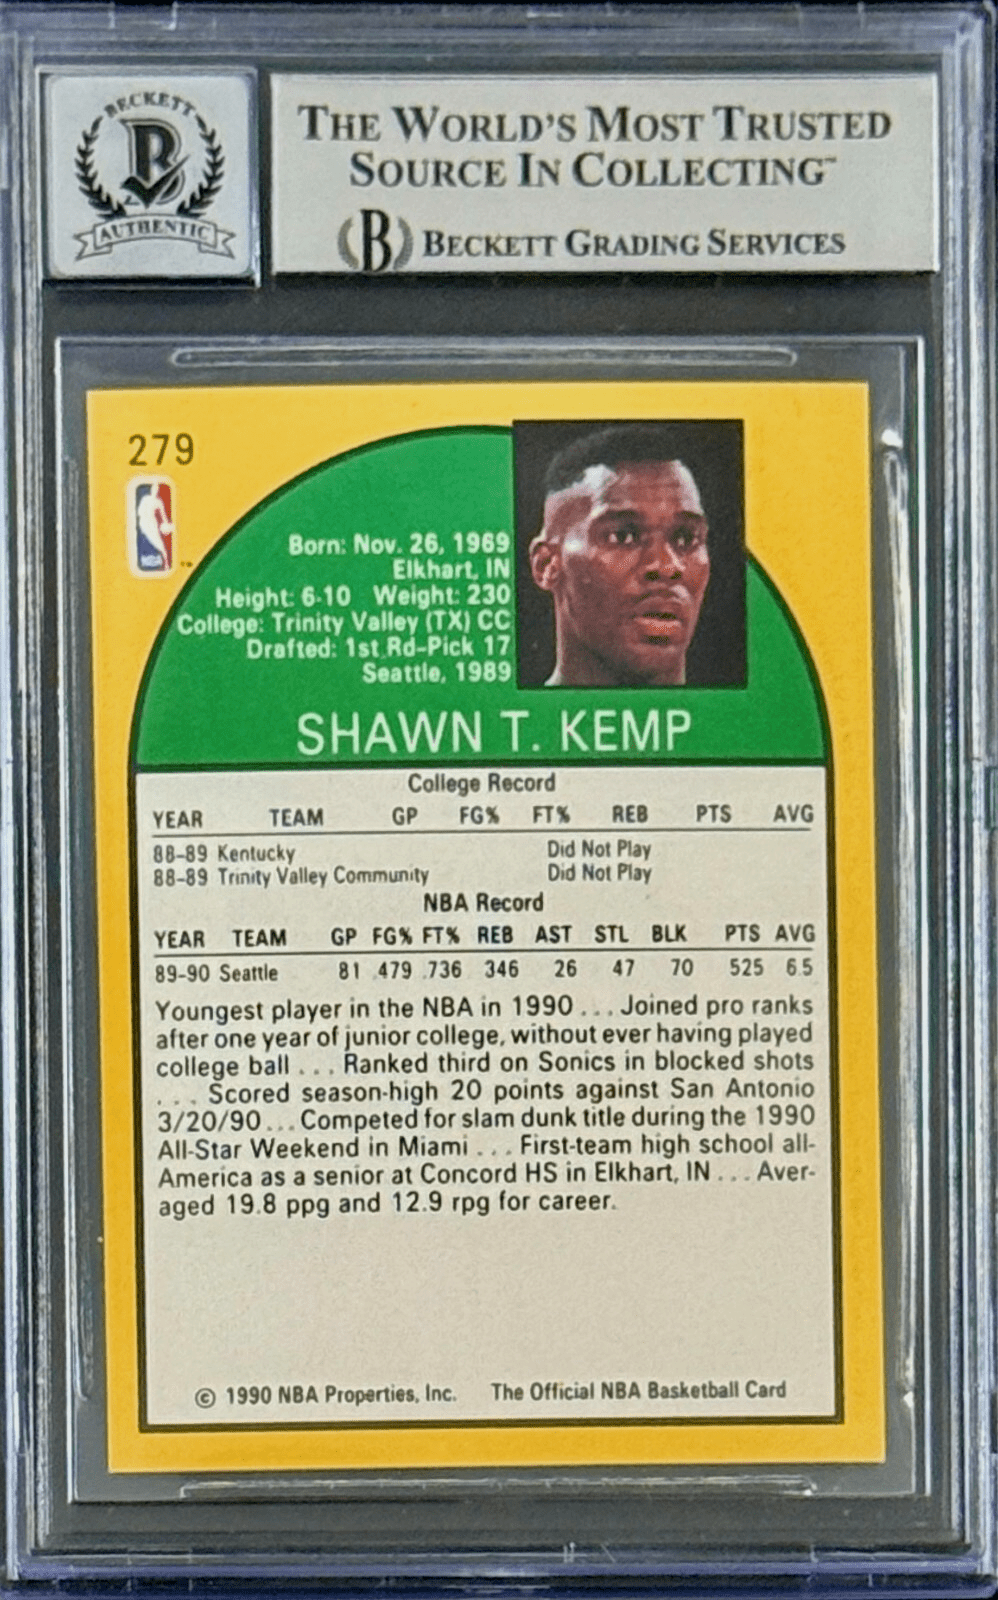 BECKETT
B
AUTHENTIC
THE WORLD'S MOST TRUSTED
SOURCE IN COLLECTING™
B BECKETT GRADING SERVICES
279
NBA
™
Born: Nov. 26, 1969
Elkhart, IN
Height: 6-10 Weight: 230
College: Trinity Valley (TX) CC
Drafted: 1st Rd-Pick 17
Seattle, 1989
SHAWN T. KEMP
College Record
YEAR TEAM GP FG% FT% REB PTS AVG
88-89 Kentucky Did Not Play
88-89 Trinity Valley Community Did Not Play
NBA Record
YEAR TEAM GP FG% FT% REB AST STL BLK PTS AVG
89-90 Seattle 81 .479 .736 346 26 47 70 525 6.5
Youngest player in the NBA in 1990 . . . Joined pro ranks
after one year of junior college, without ever having played
college ball . . . Ranked third on Sonics in blocked shots
. . . Scored season-high 20 points against San Antonio
3/20/90 . . . Competed for slam dunk title during the 1990
All-Star Weekend in Miami . . . First-team high school all-
America as a senior at Concord HS in Elkhart, IN . . . Aver-
aged 19.8 ppg and 12.9 rpg for career.
© 1990 NBA Properties, Inc. The Official NBA Basketball Card